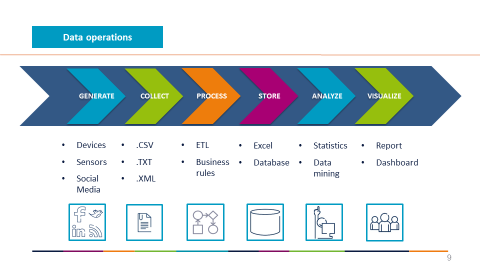 Data operations
GENERATE COLLECT PROCESS STORE ANALYZE VISUALIZE
• Devices
• Sensors
• Social
Media
• .CSV
• .TXT
• .XML
• ETL
• Business
rules
• Excel
• Database
• Statistics
• Data
mining
• Report
• Dashboard
f
in
9